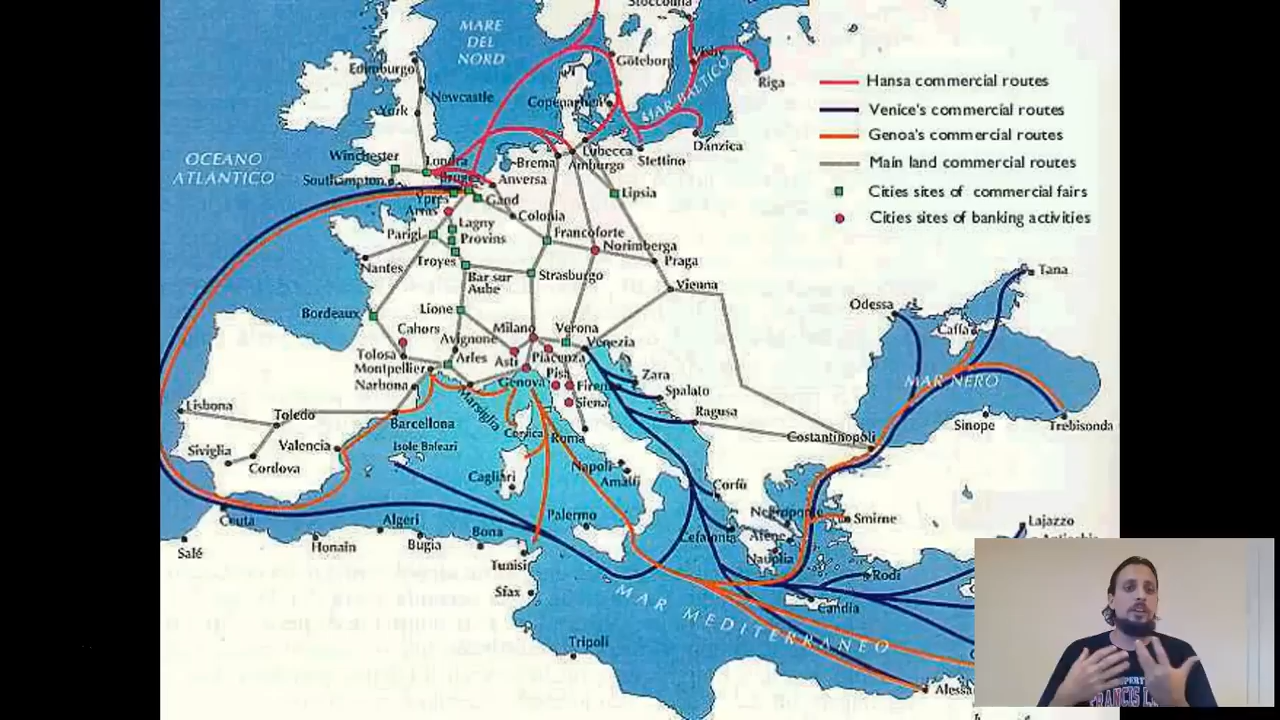 Stoccolma
MARE
DEL
NORD
Edimburgo
Newcastle
York
Göteborg
Visby
Riga
Copenaghen
MAR BALTICO
Hansa commercial routes
Venice's commercial routes
Genoa's commercial routes
Main land commercial routes
Cities sites of commercial fairs
Cities sites of banking activities
OCEANO
ATLANTICO
Winchester
Londra
Southampton
Bruges
Brema
Lubecca
Amburgo
Stettino
Danzica
Anversa
Ypres
Gand
Lipsia
Arras
Colonia
Lagny
Parigi
Provins
Francoforte
Norimberga
Troyes
Praga
Nantes
Bar sur
Aube
Strasburgo
Vienna
Tana
Odessa
Bordeaux
Lione
Caffa
Cahors
Milano
Verona
Avignone
Venezia
Tolosa
Arles
Asti
Piacenza
Montpellier
Narbona
Genova
Pisa
Firenze
Zara
MAR NERO
Marsiglia
Siena
Spalato
Lisbona
Toledo
Barcellona
Corsica
Roma
Ragusa
Costantinopoli
Sinope
Trebisonda
Valencia
Isole Baleari
Siviglia
Cordova
Cagliari
Napoli
Amalfi
Corfù
Negroponte
Smirne
Ceuta
Algeri
Bona
Palermo
Cefalonia
Atene
Lajazzo
Antiochia
Salé
Honain
Bugia
Tunisi
Nauplia
Rodi
Sfax
Candia
MAR MEDITERRANEO
Tripoli
Alessa
FRANCIS L